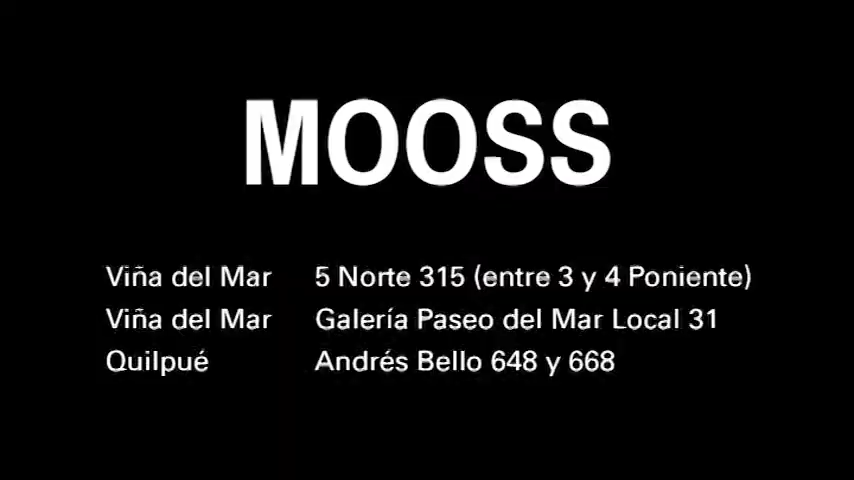 MOOSS
Viña del Mar 5 Norte 315 (entre 3 y 4 Poniente)
Viña del Mar Galería Paseo del Mar Local 31
Quilpué Andrés Bello 648 y 668